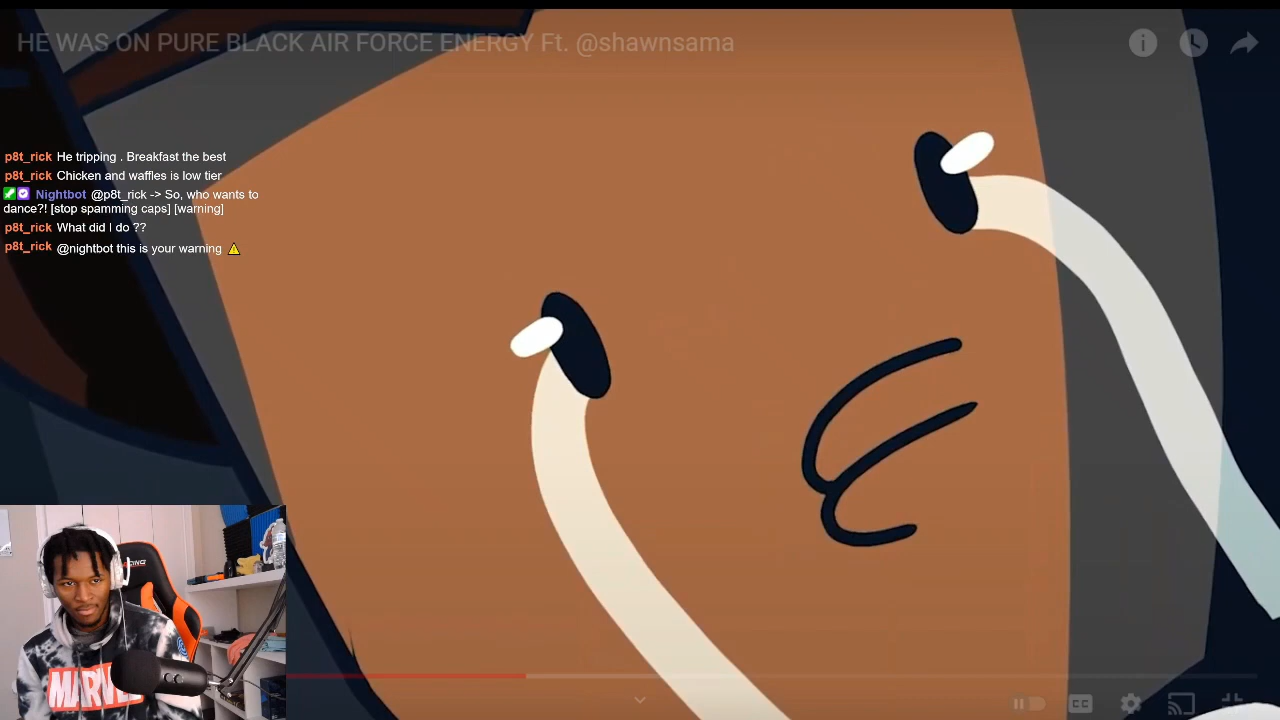 HE WAS ON PURE BLACK AIR FORCE ENERGY Ft. @shawnsama
p8t_rick He tripping . Breakfast the best
p8t_rick Chicken and waffles is low tier
Nightbot @p8t_rick -> So, who wants to
dance?! [stop spamming caps] [warning]
p8t_rick What did I do ??
p8t_rick @nightbot this is your warning ⚠
CC
MARVEL